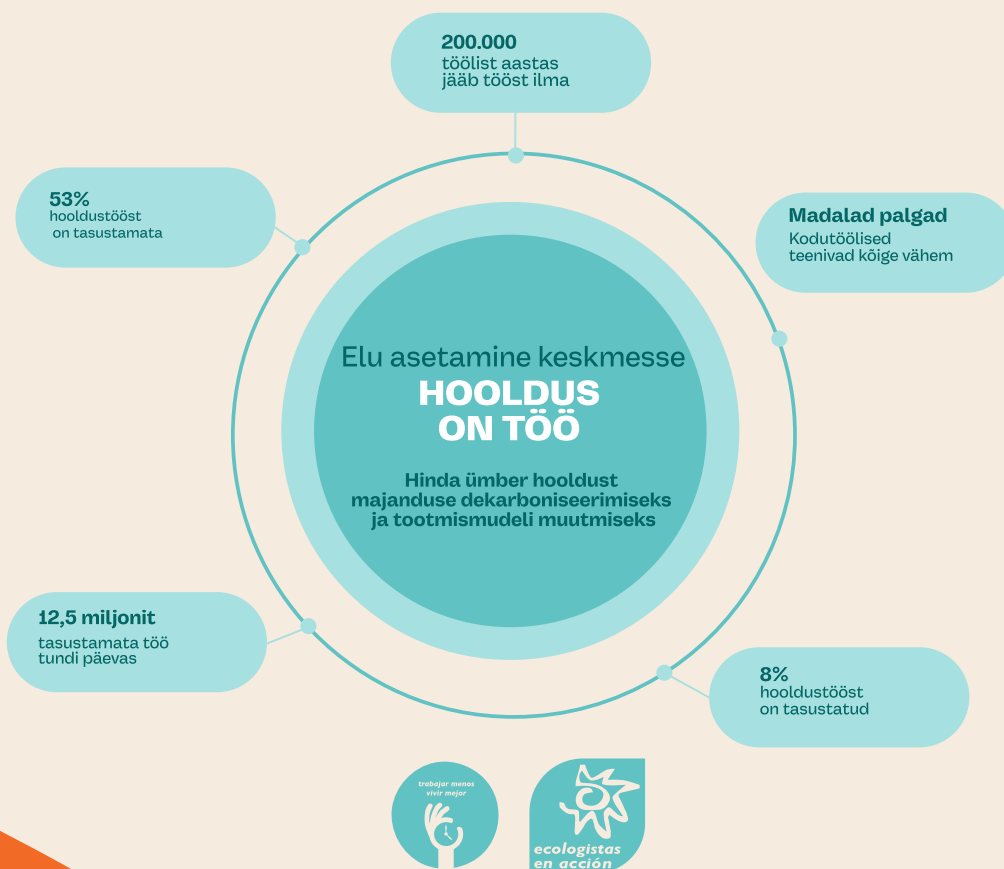 200.000
töölist aastas
jääb tööst ilma
53%
hooldustööst
on tasustamata
Madalad palgad
Kodutöölised
teenivad kõige vähem
Elu asetamine keskmesse
HOOLDUS
ON TÖÖ
Hinda ümber hooldust
majanduse dekarboniseerimiseks
ja tootmismudeli muutmiseks
12,5 miljonit
tasustamata töö
tundi päevas
8%
hooldustööst
on tasustatud
trabajar menos
vivir mejor
ecologistas
en acción